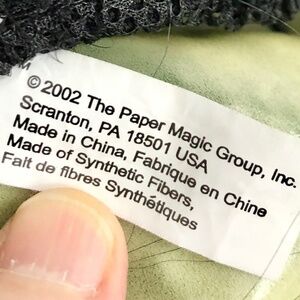 M
©2002 The Paper Magic Group, Inc.
Scranton, PA 18501 USA
Made in China, Fabrique en Chine
Made of Synthetic Fibers,
Fait de fibres Synthétiques